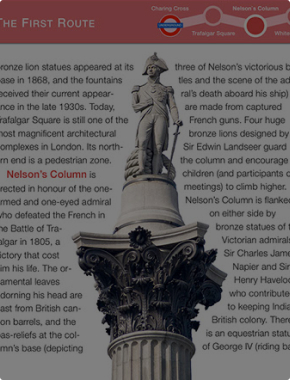 THE FIRST ROUTE
Charing Cross
Nelson's Column
UNDERGROUND
Trafalgar Square
bronze lion statues appeared at its
in 1868, and the fountains
received their current appear-
in the late 1930s. Today,
Trafalgar Square is still one of the
most magnificent architectural
complexes in London. Its north-
ern end is a pedestrian zone.
Nelson's Column is
erected in honour of the one-
armed and one-eyed admiral
who defeated the French in
the Battle of Tra-
algar in 1805, a
victory that cost
him his life. The or-
namental leaves
adorning his head are
cast from British can-
non barrels, and the
bas-reliefs at the col-
umn's base (depicting
three of Nelson's victorious b
tles and the scene of the ad
ral's death aboard his ship)
are made from captured
French guns. Four huge
bronze lions designed by
Sir Edwin Landseer guard
the column and encourage
children (and participants o
meetings) to climb higher.
Nelson's Column is flanke
on either side by
bronze statues of t
Victorian admirals
Sir Charles Jame
Napier and Sir
Henry Haveloc
who contribute
to keeping India
British colony. There
is an equestrian statue
of George IV (riding ba